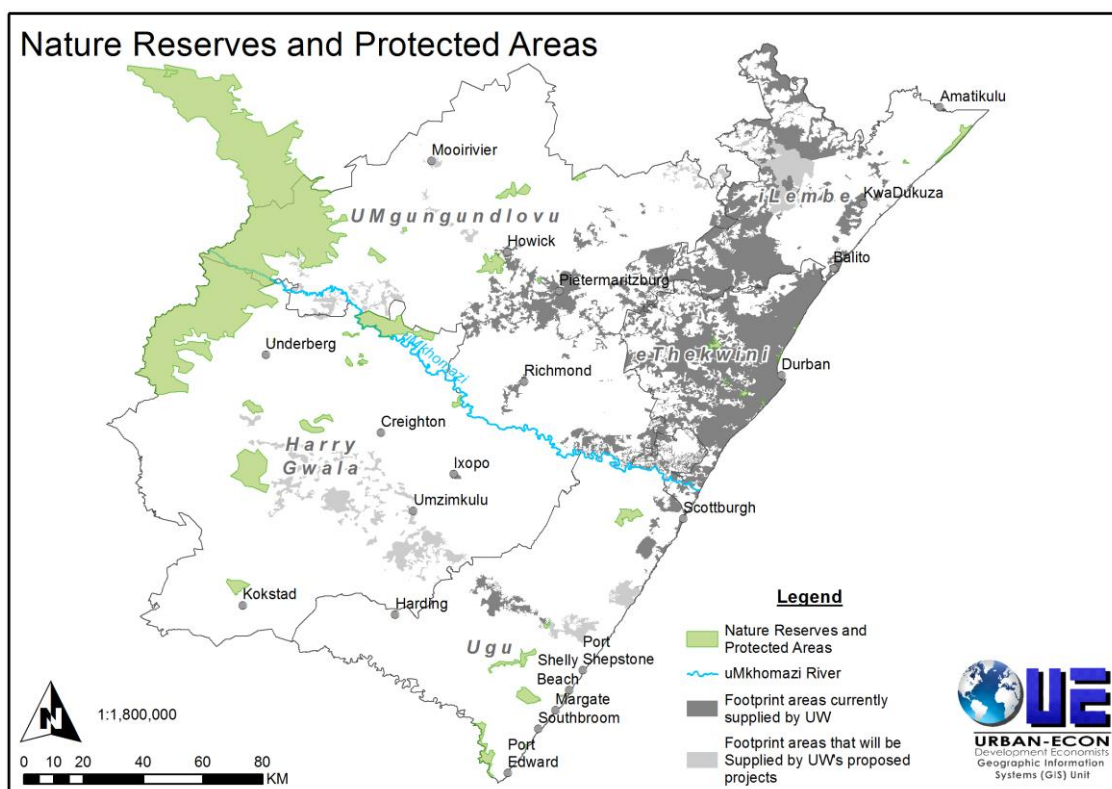 Nature Reserves and Protected Areas
Amatikulu
Mooirivier
iLembe
KwaDukuza
UMgungundlovu
Howick
Balito
Pietermaritzburg
Underberg
uMkhomazi
eThekwini
Richmond
Durban
Creighton
Harry
Gwala
Ixopo
Umzimkulu
Scottburgh
Kokstad
Harding
Ugu
Port
Shepstone
Shelly
Beach
Margate
Southbroom
Port
Edward
Legend
Nature Reserves and
Protected Areas
uMkhomazi River
Footprint areas currently
supplied by UW
Footprint areas that will be
Supplied by UW's proposed
projects
N
1:1,800,000
0 10 20 40 60 80
KM
UE
URBAN-ECON
Development Economists
Geographic Information
Systems (GIS) Unit